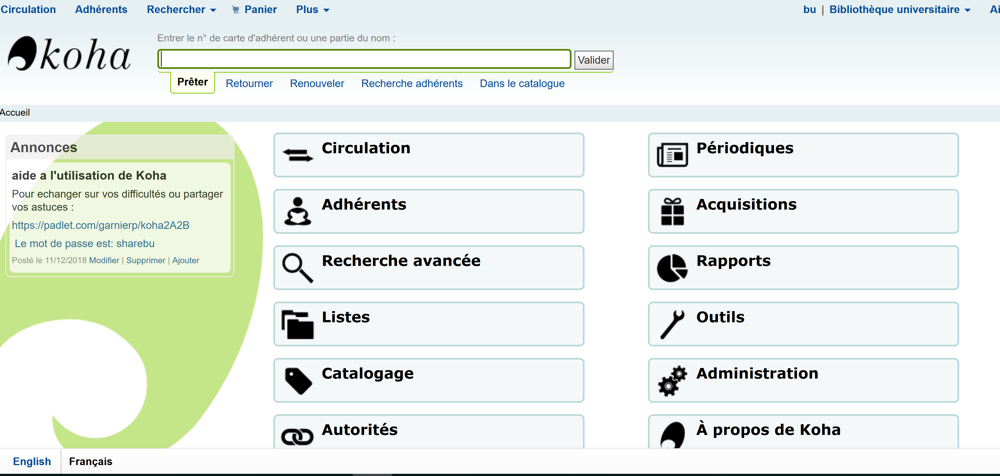 Circulation Adhérents Rechercher Panier Plus bu | Bibliothèque universitaire
koha
Entrer le n° de carte d'adhérent ou une partie du nom :
Valider
Prêter Retourner Renouveler Recherche adhérents Dans le catalogue
Accueil
Annonces
aide a l'utilisation de Koha
Pour echanger sur vos difficultés ou partager
vos astuces :
https://padlet.com/garnierp/koha2A2B
Le mot de passe est: sharebu
Posté le 11/12/2018 Modifier | Supprimer | Ajouter
Circulation
Adhérents
Recherche avancée
Listes
Catalogage
Autorités
Périodiques
Acquisitions
Rapports
Outils
Administration
À propos de Koha
English Français